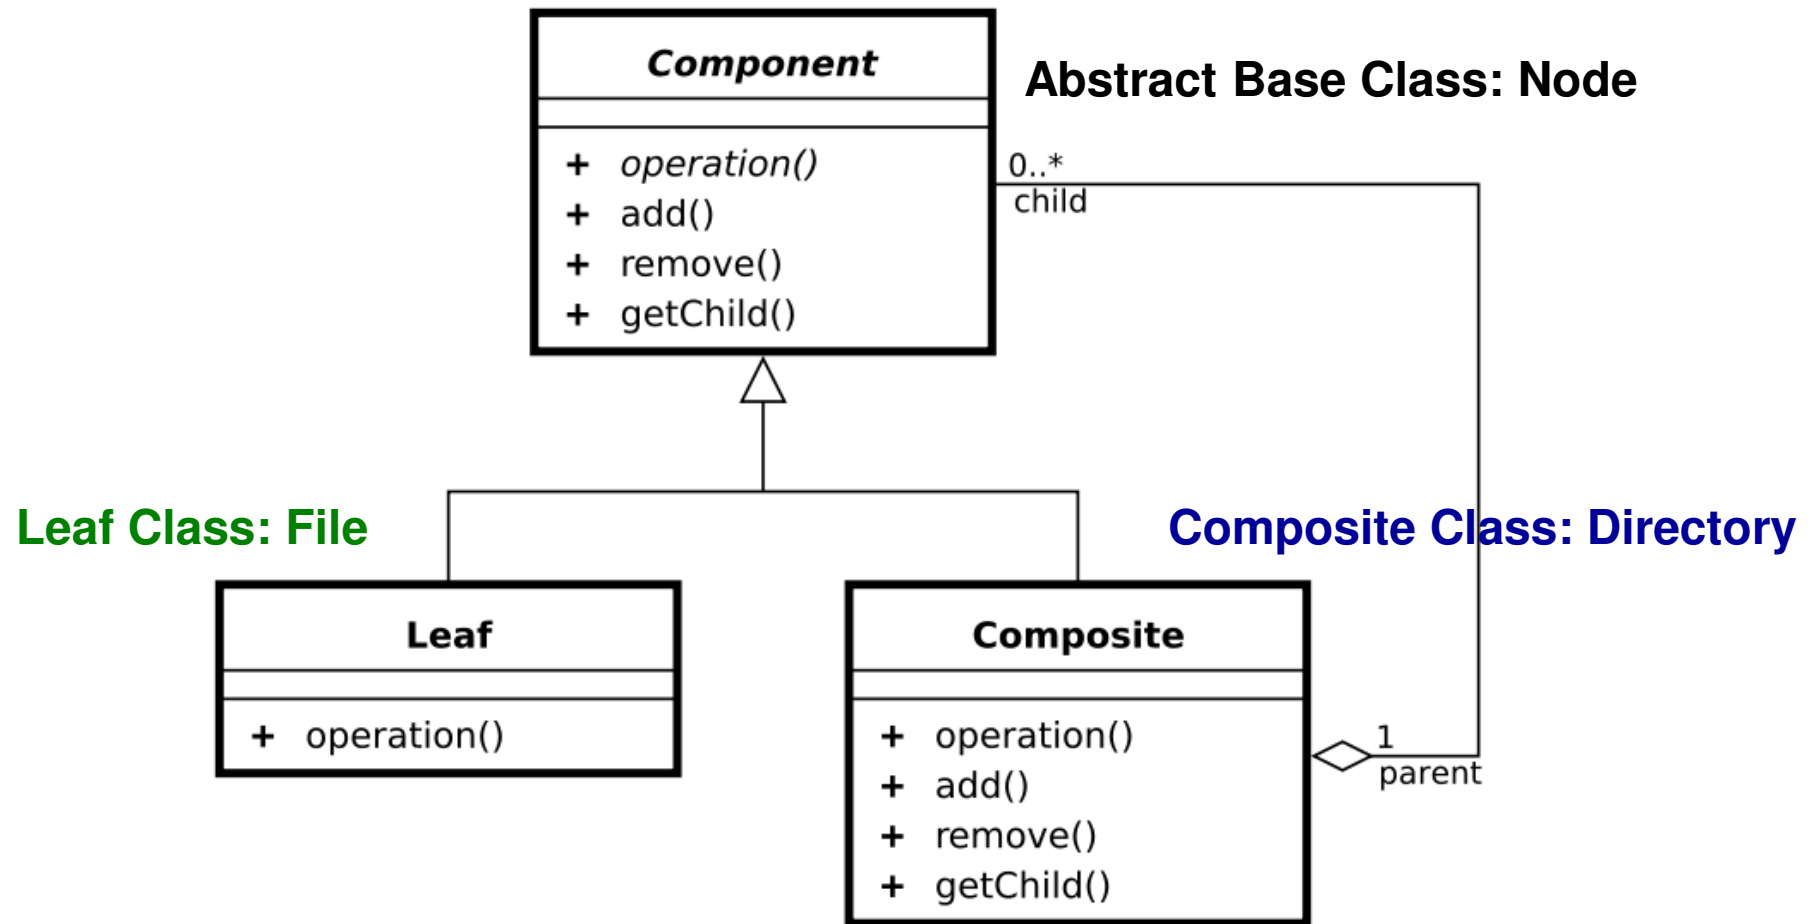 Component
Abstract Base Class: Node
+ operation()
+ add()
+ remove()
+ getChild()
0..*
child
Leaf Class: File
Composite Class: Directory
Leaf
+ operation()
Composite
+ operation()
+ add()
+ remove()
+ getChild()
1
parent